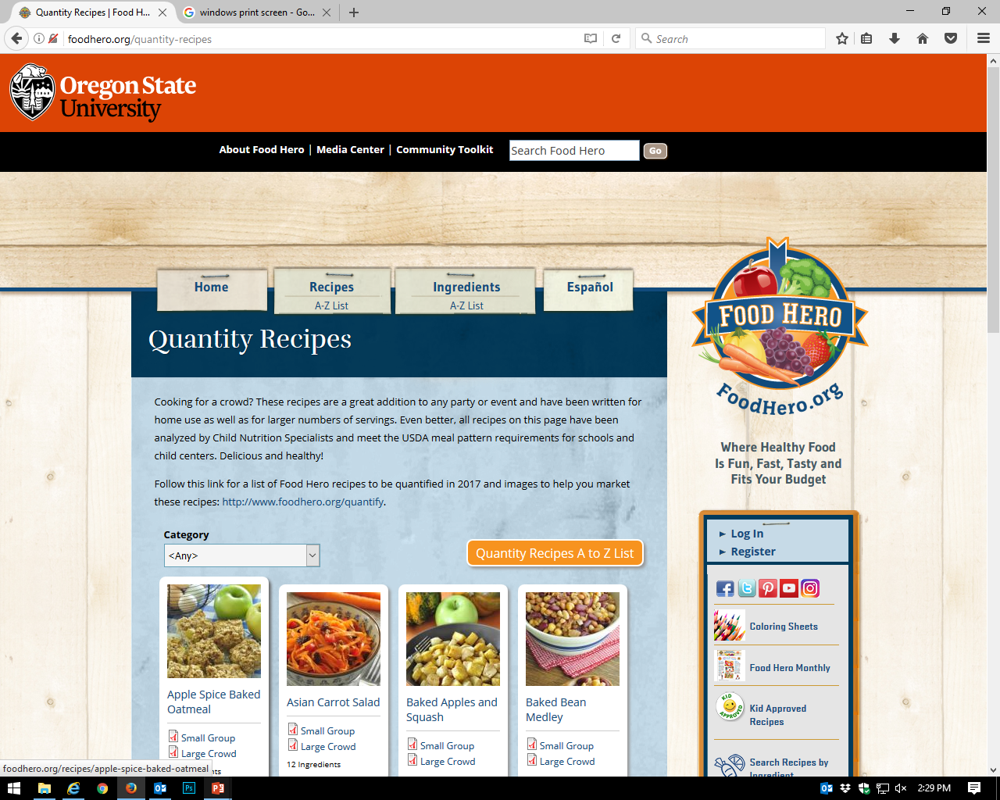 Quantity Recipes | Food H...
windows print screen - Go...
foodhero.org/quantity-recipes
Search
Oregon State
University
About Food Hero | Media Center | Community Toolkit
Search Food Hero
Go
Home
Recipes
A-Z List
Ingredients
A-Z List
Español
FOOD HERO
FoodHero.org
Quantity Recipes
Cooking for a crowd? These recipes are a great addition to any party or event and have been written for
home use as well as for larger numbers of servings. Even better, all recipes on this page have been
analyzed by Child Nutrition Specialists and meet the USDA meal pattern requirements for schools and
child centers. Delicious and healthy!
Follow this link for a list of Food Hero recipes to be quantified in 2017 and images to help you market
these recipes: http://www.foodhero.org/quantify.
Where Healthy Food
Is Fun, Fast, Tasty and
Fits Your Budget
Category
<Any>
Quantity Recipes A to Z List
Log In
Register
Coloring Sheets
Food Hero Monthly
KID APPROVED
Kid Approved
Recipes
Search Recipes by
Ingredient
Apple Spice Baked
Oatmeal
Small Group
Large Crowd
Asian Carrot Salad
Small Group
Large Crowd
12 Ingredients
Baked Apples and
Squash
Small Group
Large Crowd
Baked Bean
Medley
Small Group
Large Crowd
foodhero.org/recipes/apple-spice-baked-oatmeal
2:29 PM